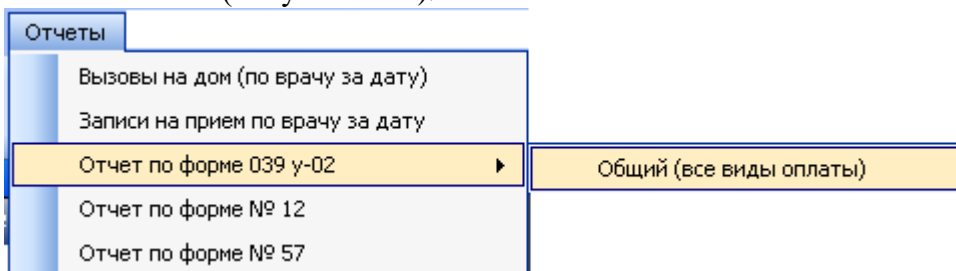 Отчеты
Вызовы на дом (по врачу за дату)
Записи на прием по врачу за дату
Отчет по форме 039 у-02
Общий (все виды оплаты)
Отчет по форме № 12
Отчет по форме № 57